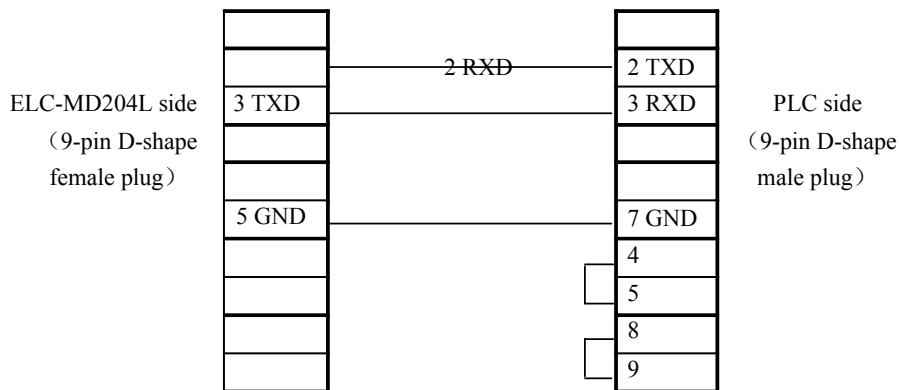 2 RXD
2 TXD
ELC-MD204L side
3 TXD
3 RXD
PLC side
（9-pin D-shape
female plug）
（9-pin D-shape
male plug）
5 GND
7 GND
4
5
8
9